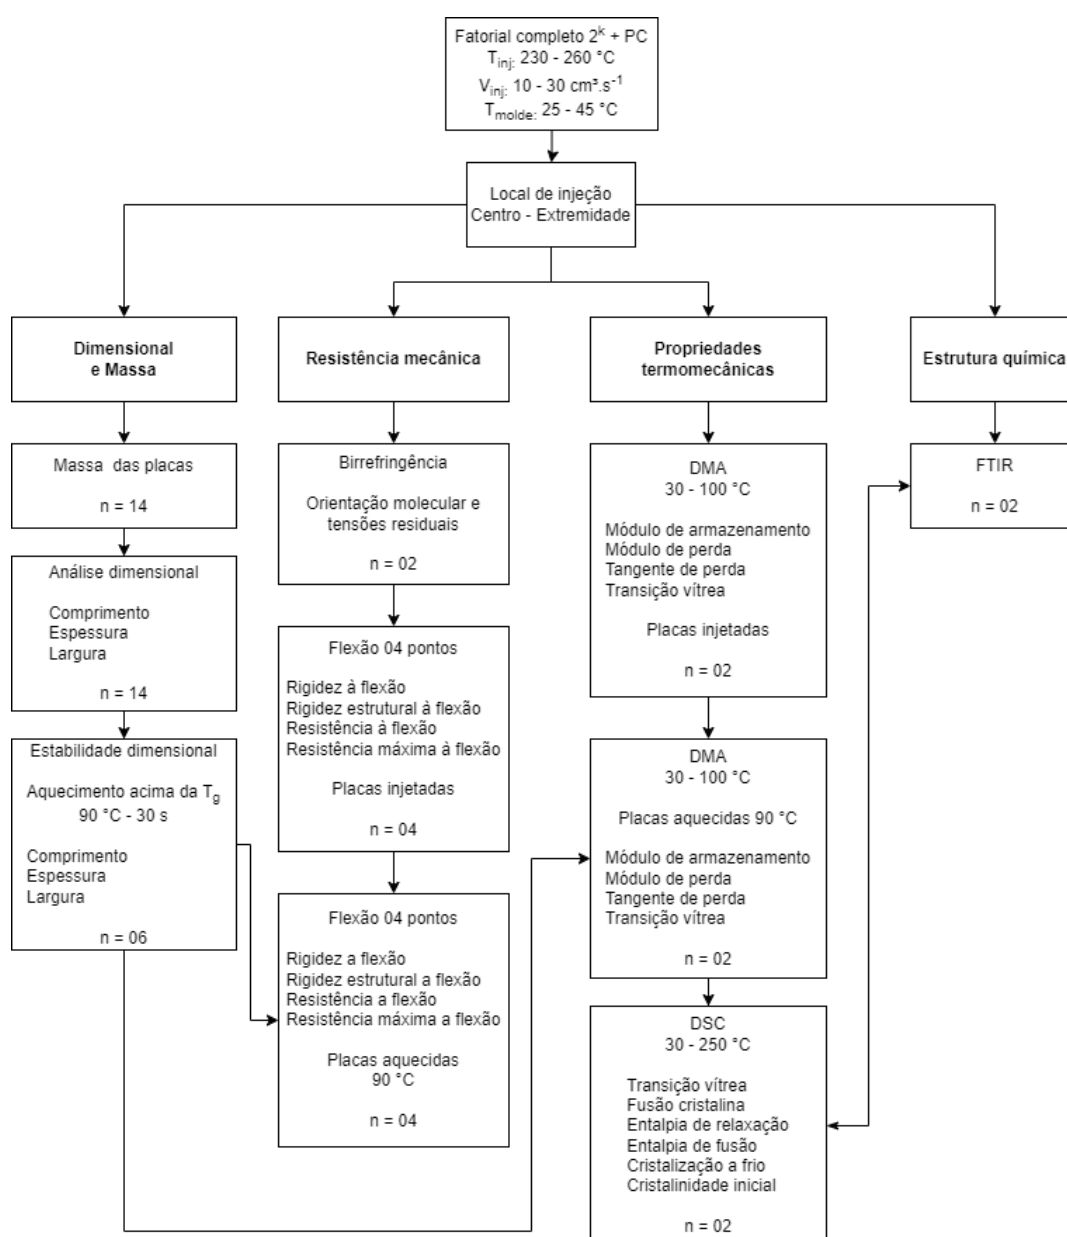 Fatorial completo 2ᵏ + PC
Tinj: 230 - 260 °C
Vinj: 10 - 30 cm³.s⁻¹
Tmolde: 25 - 45 °C
Local de injeção
Centro - Extremidade
Dimensional
e Massa
Massa das placas
n = 14
Análise dimensional
Comprimento
Espessura
Largura
n = 14
Estabilidade dimensional
Aquecimento acima da Tg
90 °C - 30 s
Comprimento
Espessura
Largura
n = 06
Resistência mecânica
Birrefringência
Orientação molecular e
tensões residuais
n = 02
Flexão 04 pontos
Rigidez à flexão
Rigidez estrutural à flexão
Resistência à flexão
Resistência máxima à flexão
Placas injetadas
n = 04
Flexão 04 pontos
Rigidez a flexão
Rigidez estrutural a flexão
Resistência a flexão
Resistência máxima a flexão
Placas aquecidas
90 °C
n = 04
Propriedades
termomecânicas
DMA
30 - 100 °C
Módulo de armazenamento
Módulo de perda
Tangente de perda
Transição vítrea
Placas injetadas
n = 02
DMA
30 - 100 °C
Placas aquecidas 90 °C
Módulo de armazenamento
Módulo de perda
Tangente de perda
Transição vítrea
n = 02
DSC
30 - 250 °C
Transição vítrea
Fusão cristalina
Entalpia de relaxação
Entalpia de fusão
Cristalização a frio
Cristalinidade inicial
n = 02
Estrutura química
FTIR
n = 02